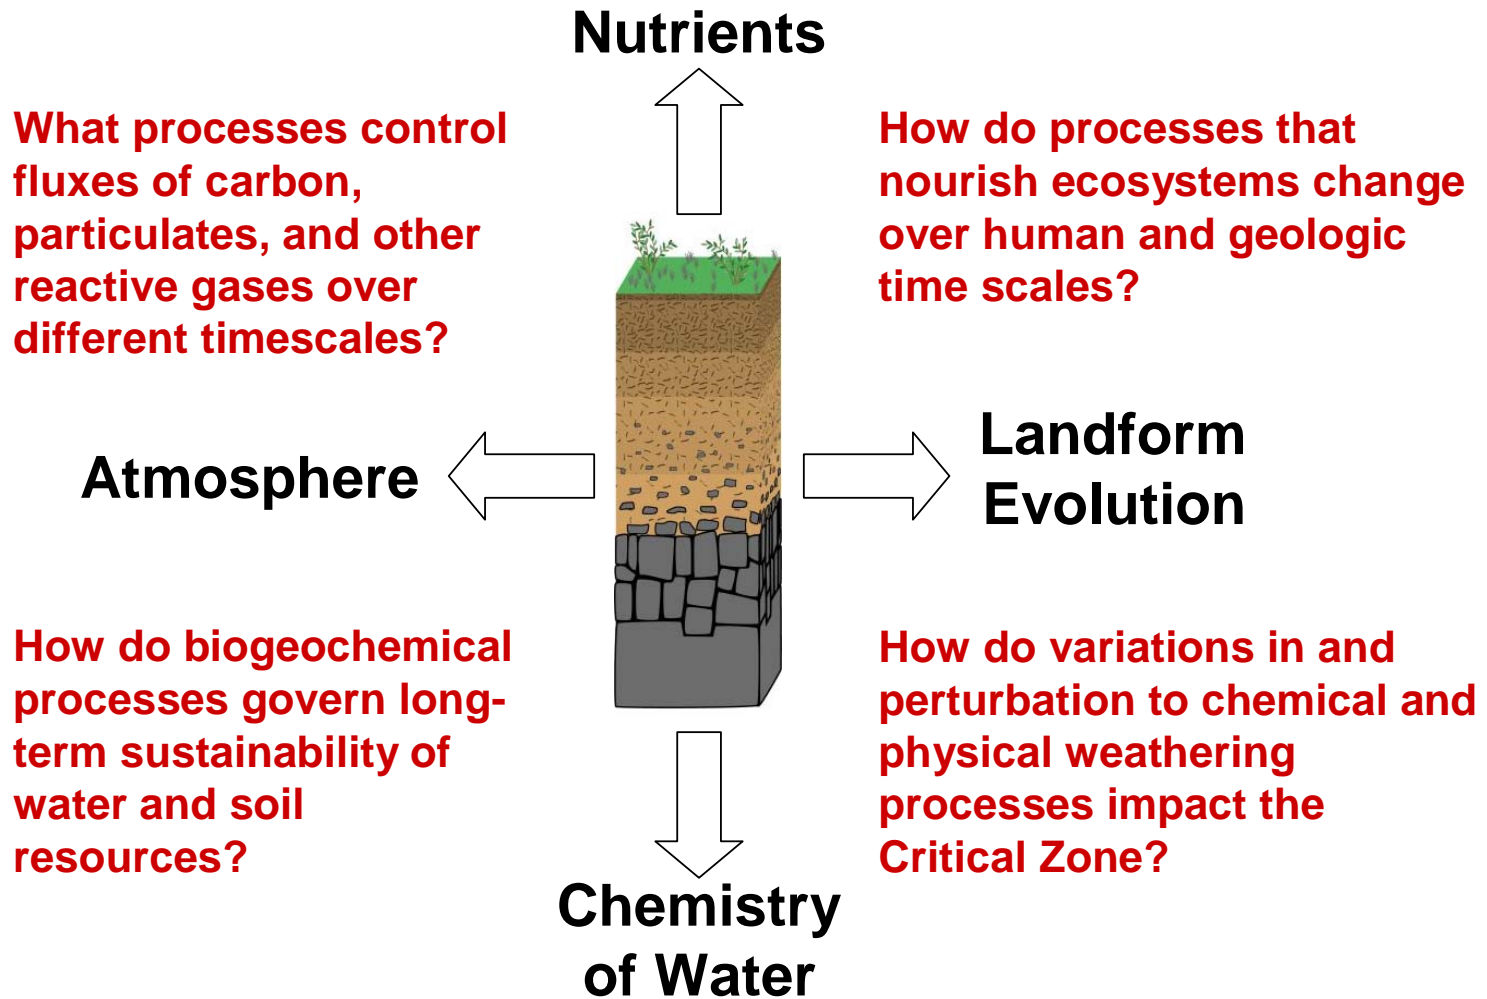 Nutrients
What processes control
fluxes of carbon,
particulates, and other
reactive gases over
different timescales?
How do processes that
nourish ecosystems change
over human and geologic
time scales?
Atmosphere
Landform
Evolution
How do biogeochemical
processes govern long-
term sustainability of
water and soil
resources?
How do variations in and
perturbation to chemical and
physical weathering
processes impact the
Critical Zone?
Chemistry
of Water